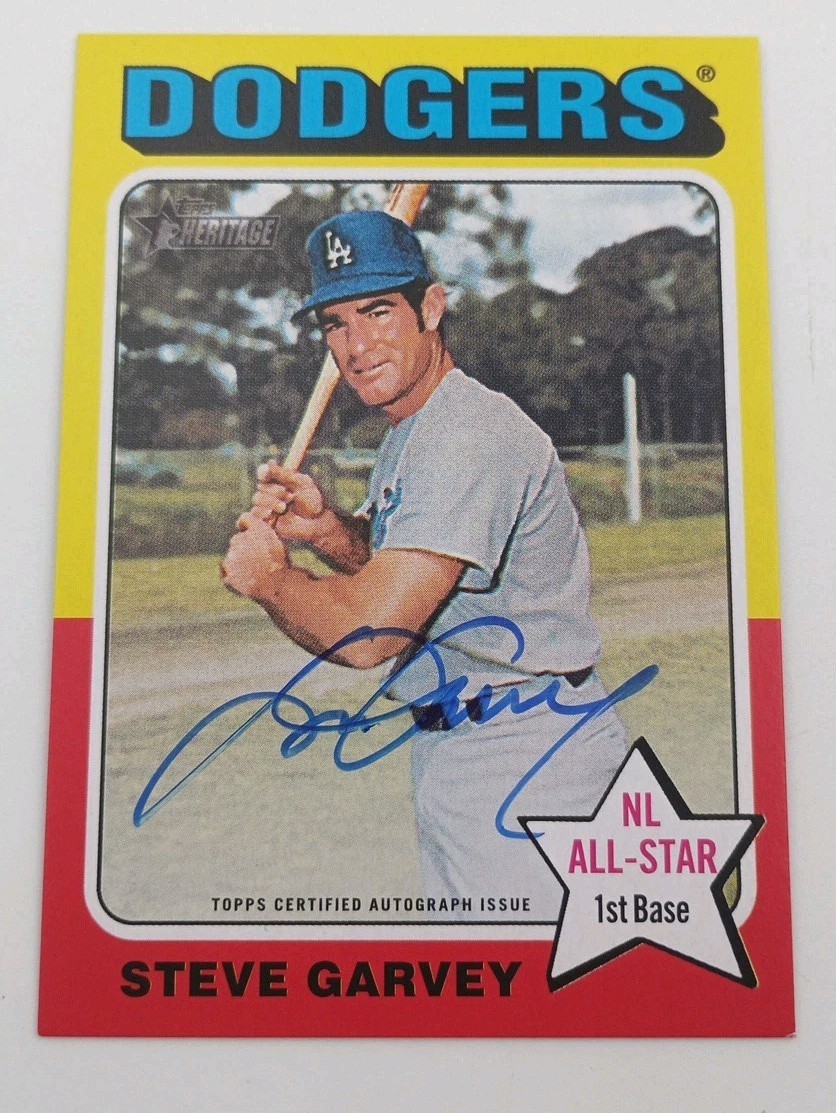 DODGERS®
Topps
HERITAGE
LA
NL
ALL-STAR
1st Base
TOPPS CERTIFIED AUTOGRAPH ISSUE
STEVE GARVEY